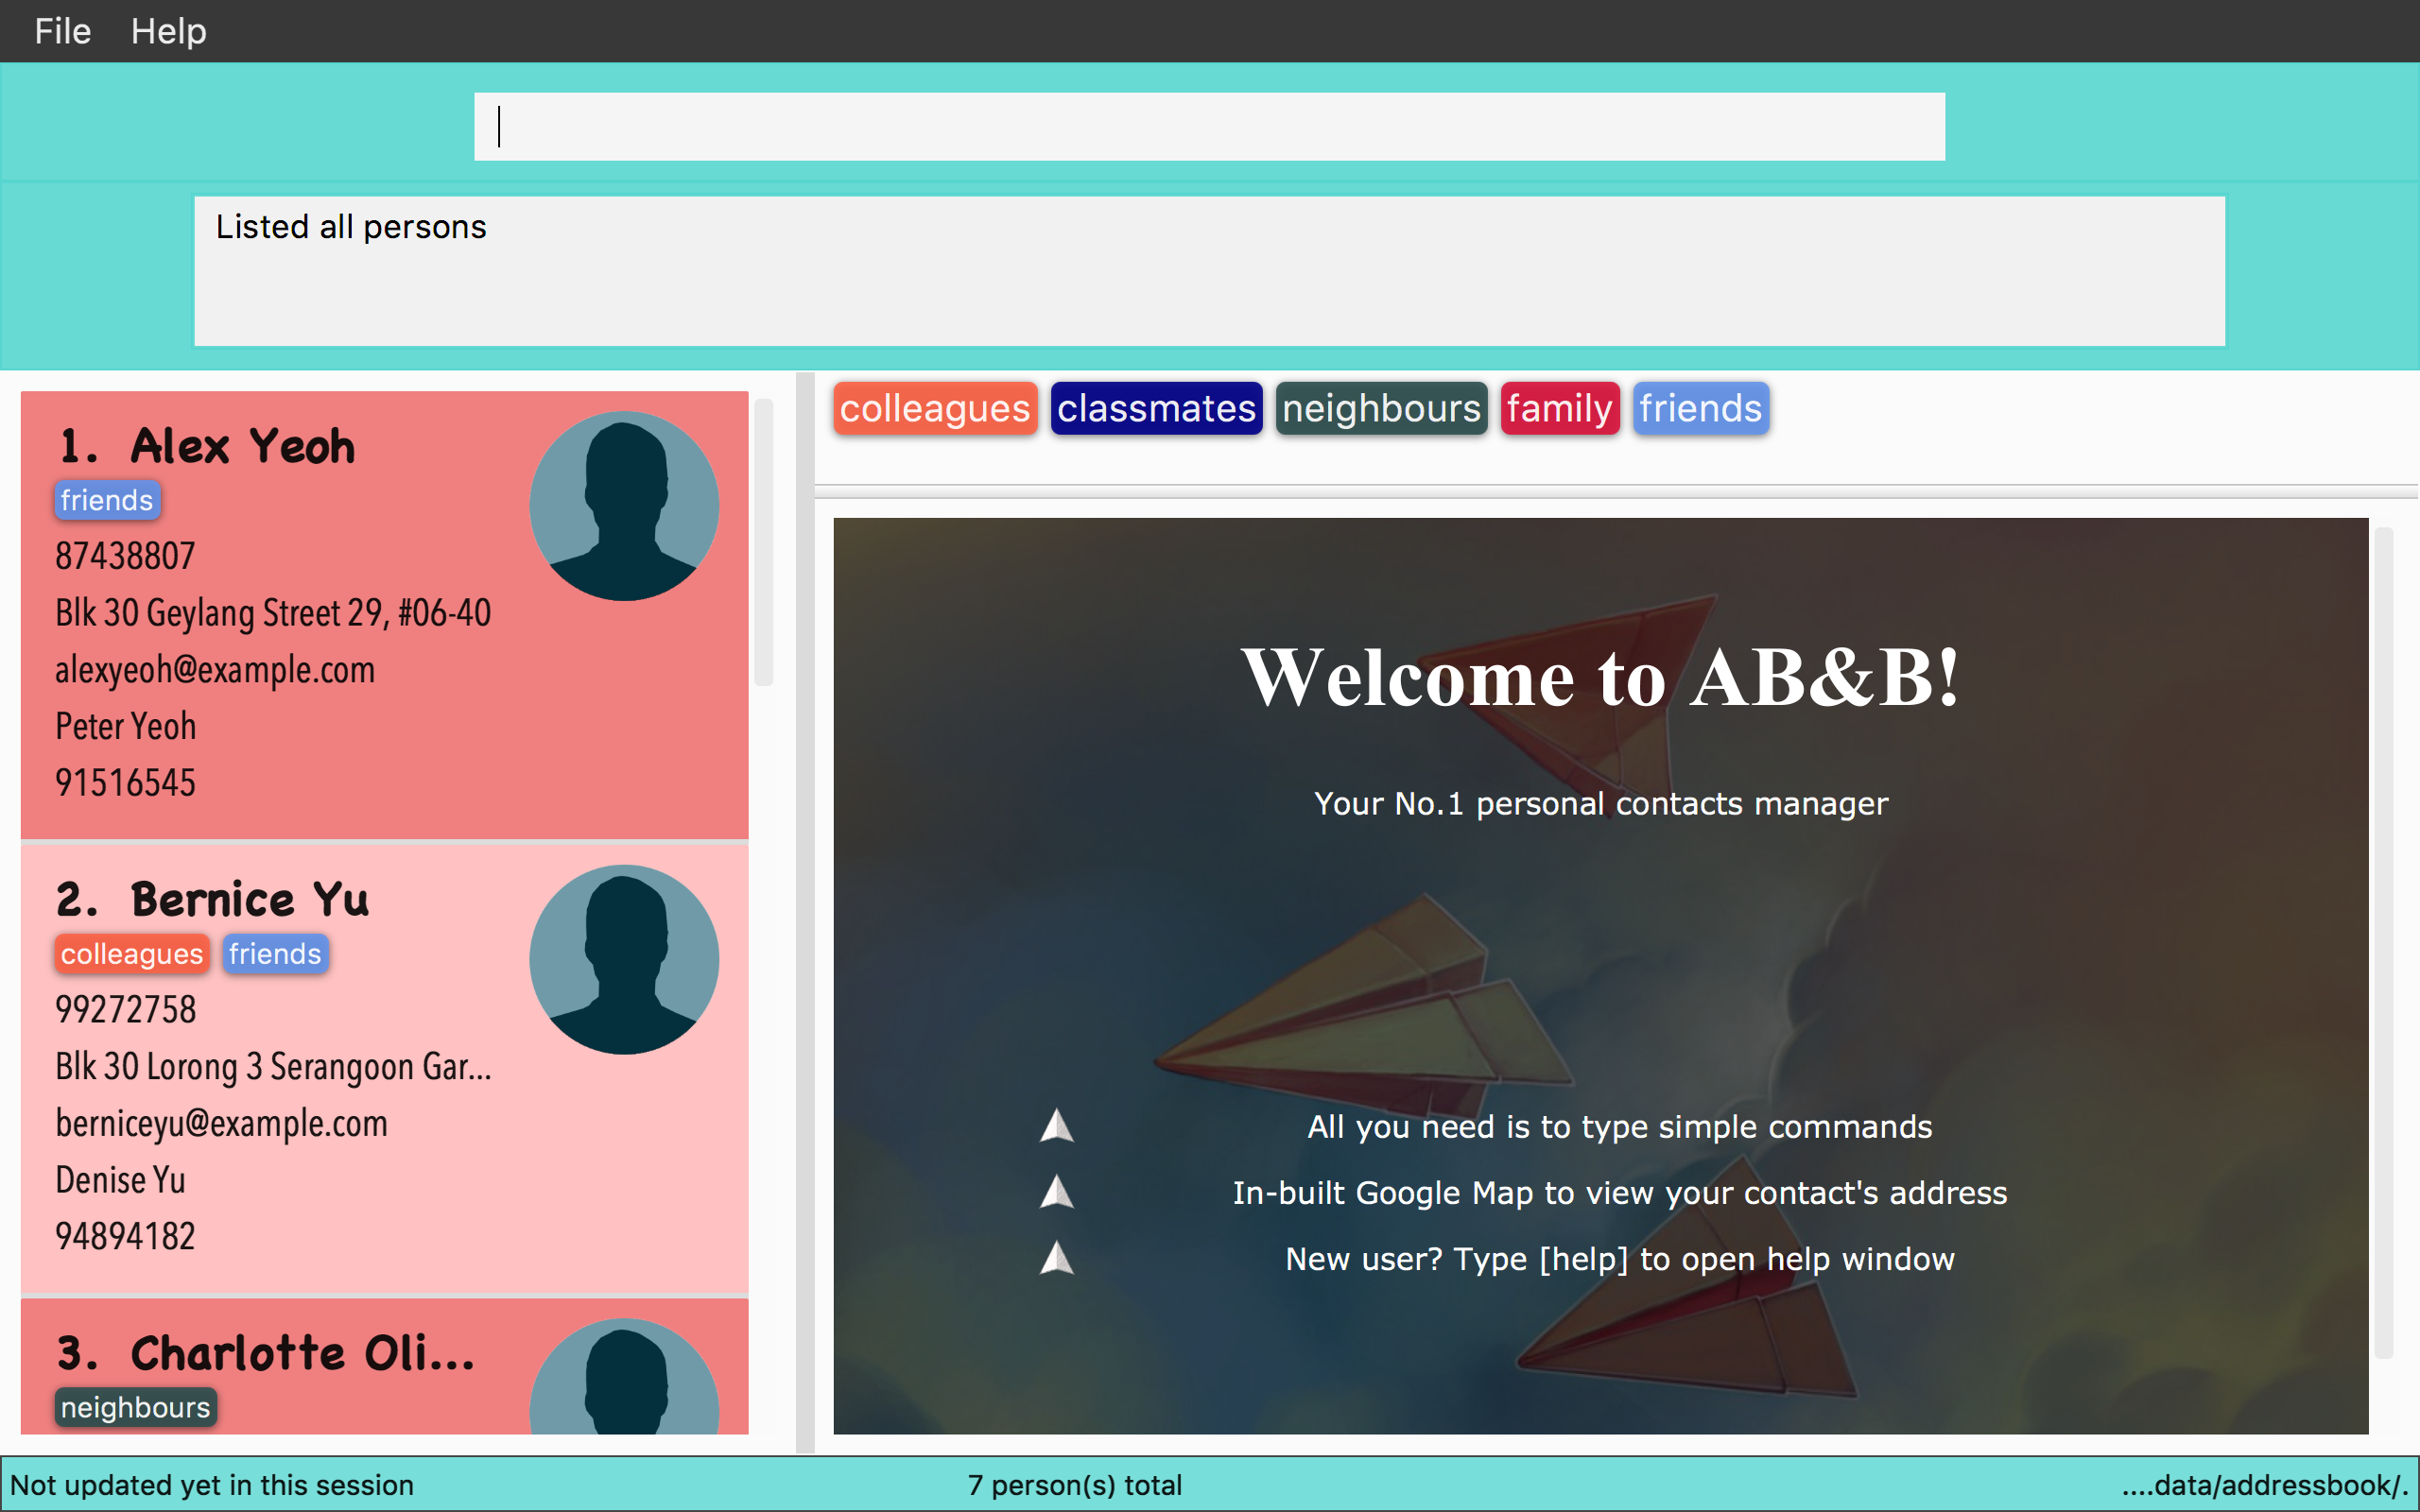 File Help
Listed all persons
1. Alex Yeoh
friends
87438807
Blk 30 Geylang Street 29, #06-40
alexyeoh@example.com
Peter Yeoh
91516545
2. Bernice Yu
colleagues friends
99272758
Blk 30 Lorong 3 Serangoon Gar...
berniceyu@example.com
Denise Yu
94894182
3. Charlotte Oli...
neighbours
colleagues classmates neighbours family friends
Welcome to AB&B!
Your No.1 personal contacts manager
All you need is to type simple commands
In-built Google Map to view your contact's address
New user? Type [help] to open help window
Not updated yet in this session
7 person(s) total
....data/addressbook/.